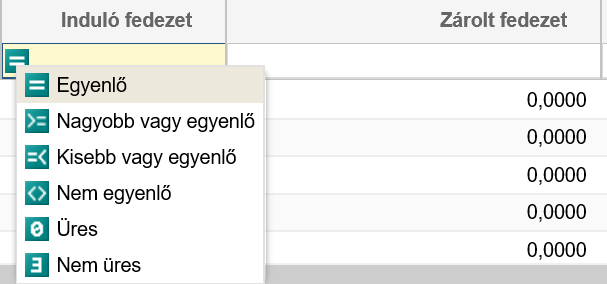 Induló fedezet Zárolt fedezet
Egyenlő
Nagyobb vagy egyenlő
Kisebb vagy egyenlő
Nem egyenlő
Üres
Nem üres
0,0000
0,0000
0,0000
0,0000
0,0000